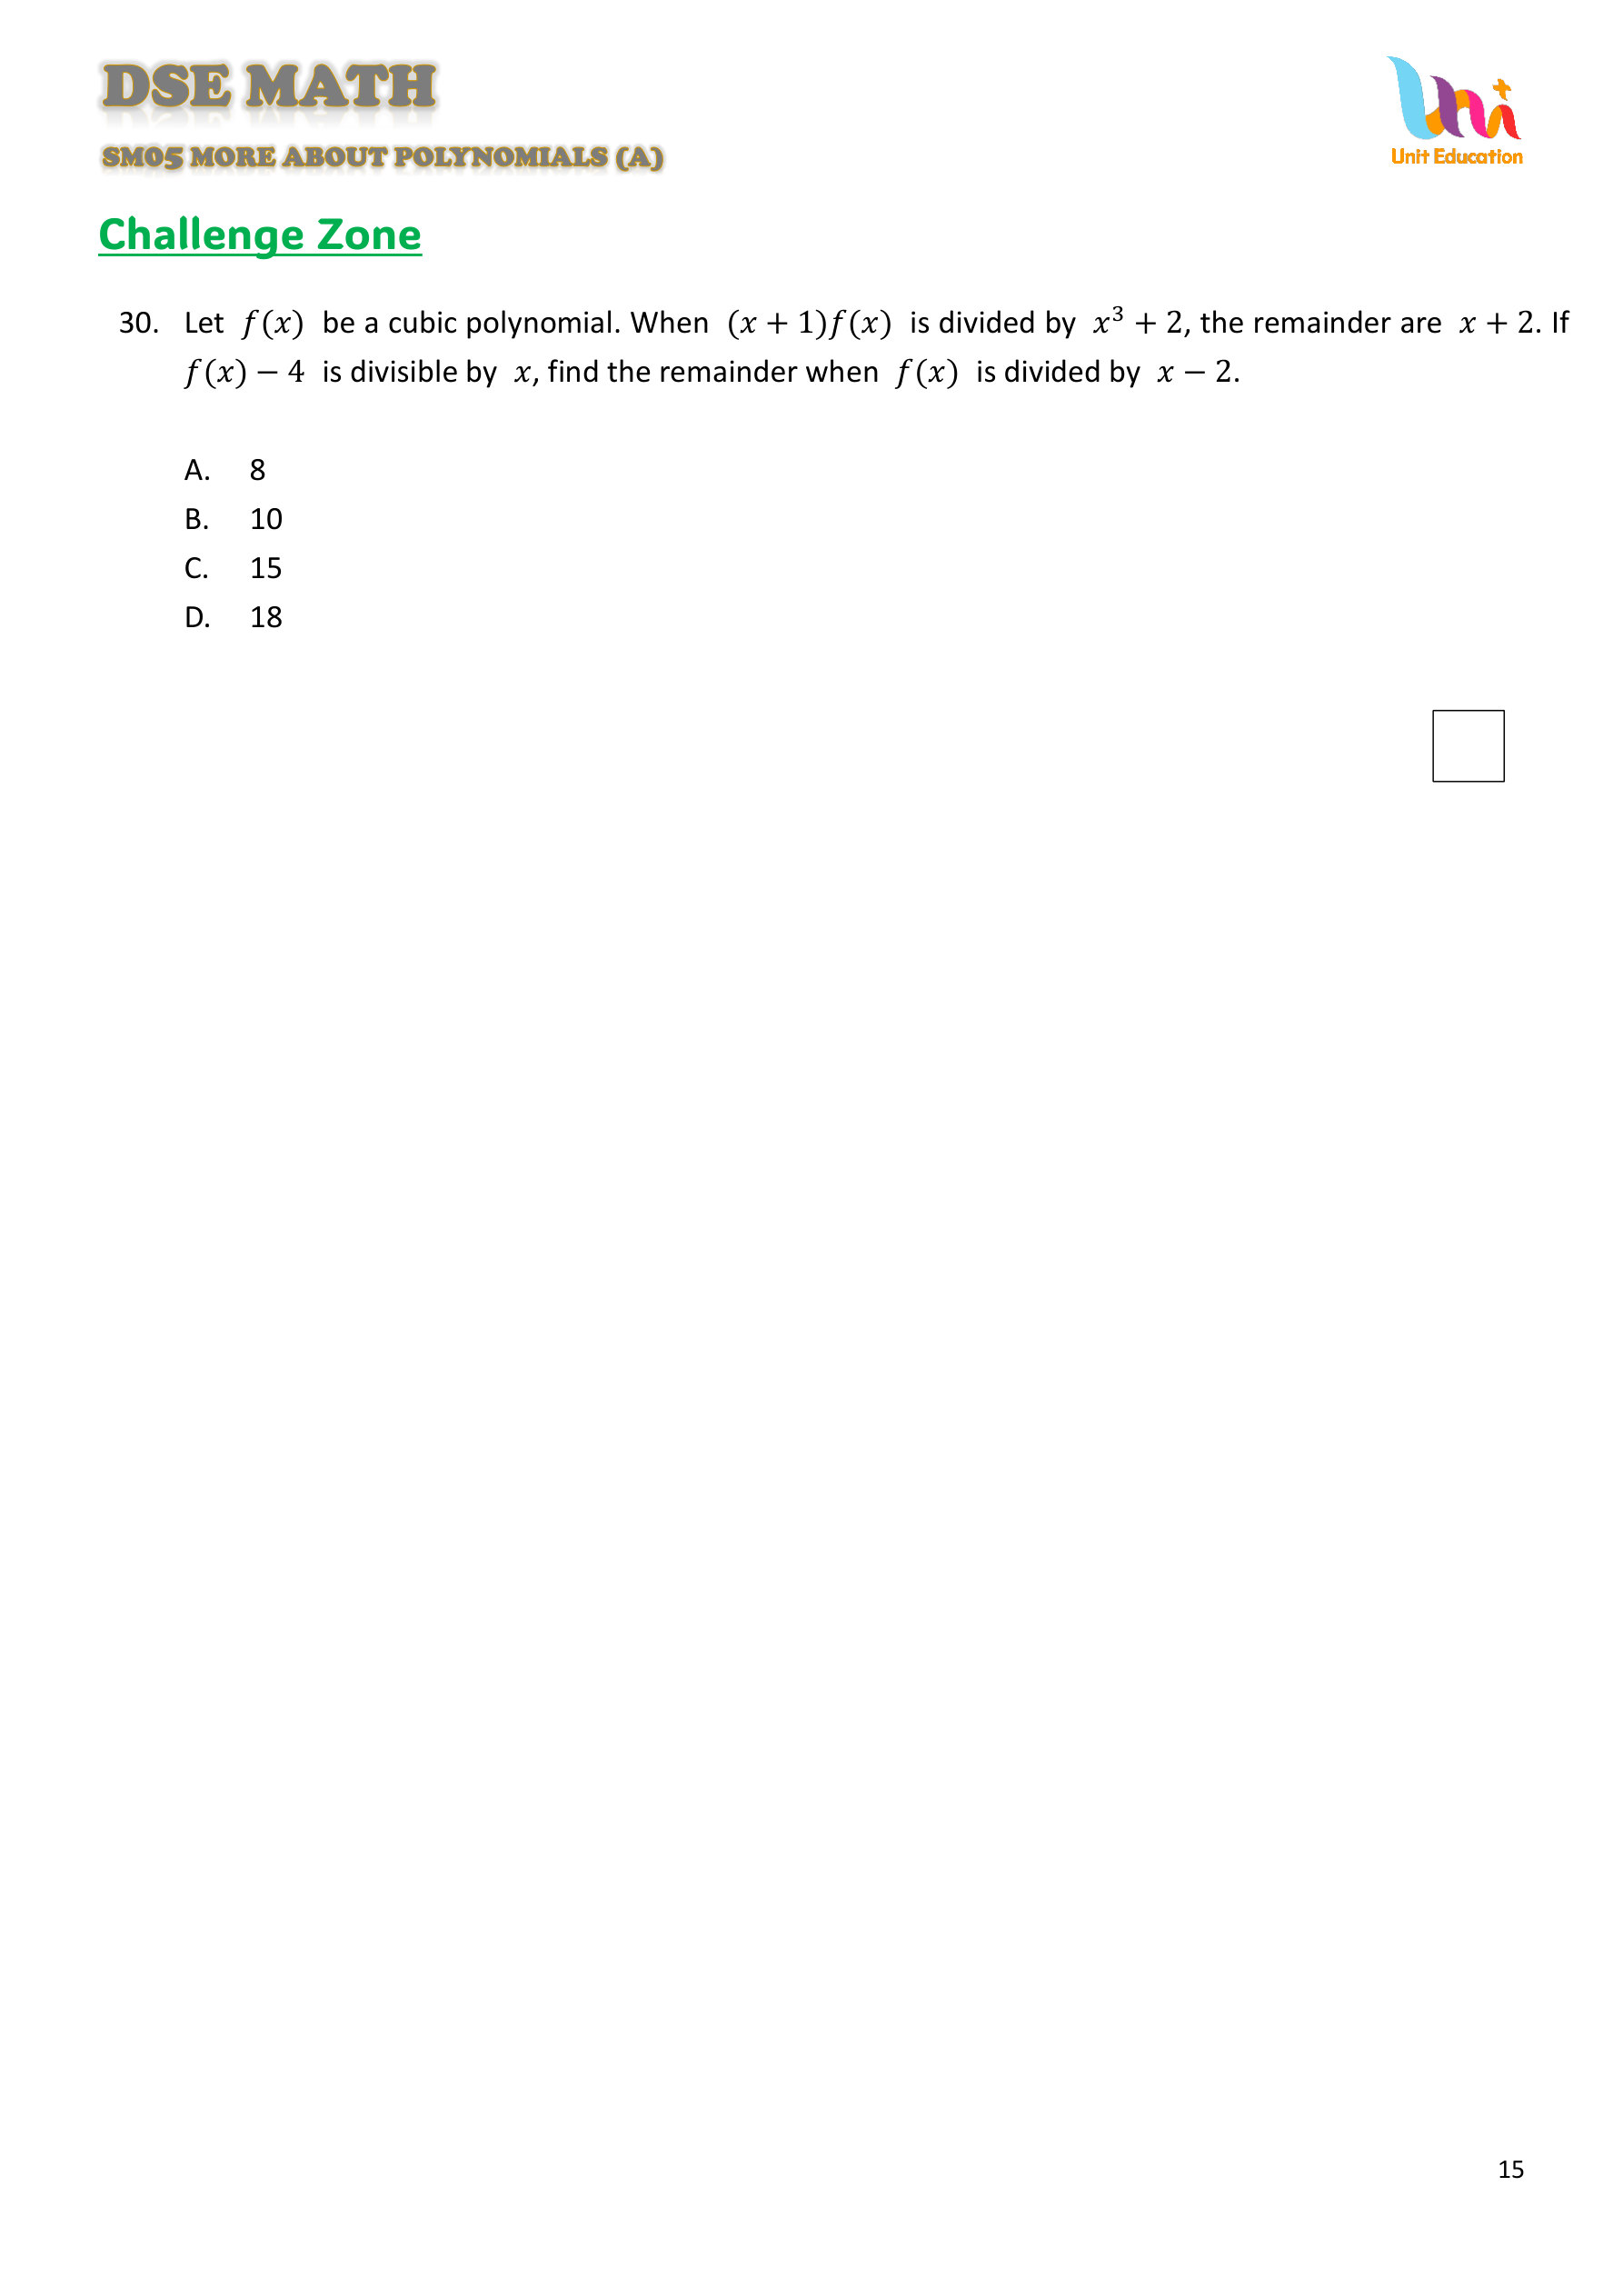 DSE MATH
Unit Education
SM05 MORE ABOUT POLYNOMIALS (A)
Challenge Zone
30. Let f(x) be a cubic polynomial. When (x + 1)f(x) is divided by x³ + 2, the remainder are x + 2. If
f(x) − 4 is divisible by x, find the remainder when f(x) is divided by x − 2.
A. 8
B. 10
C. 15
D. 18
15